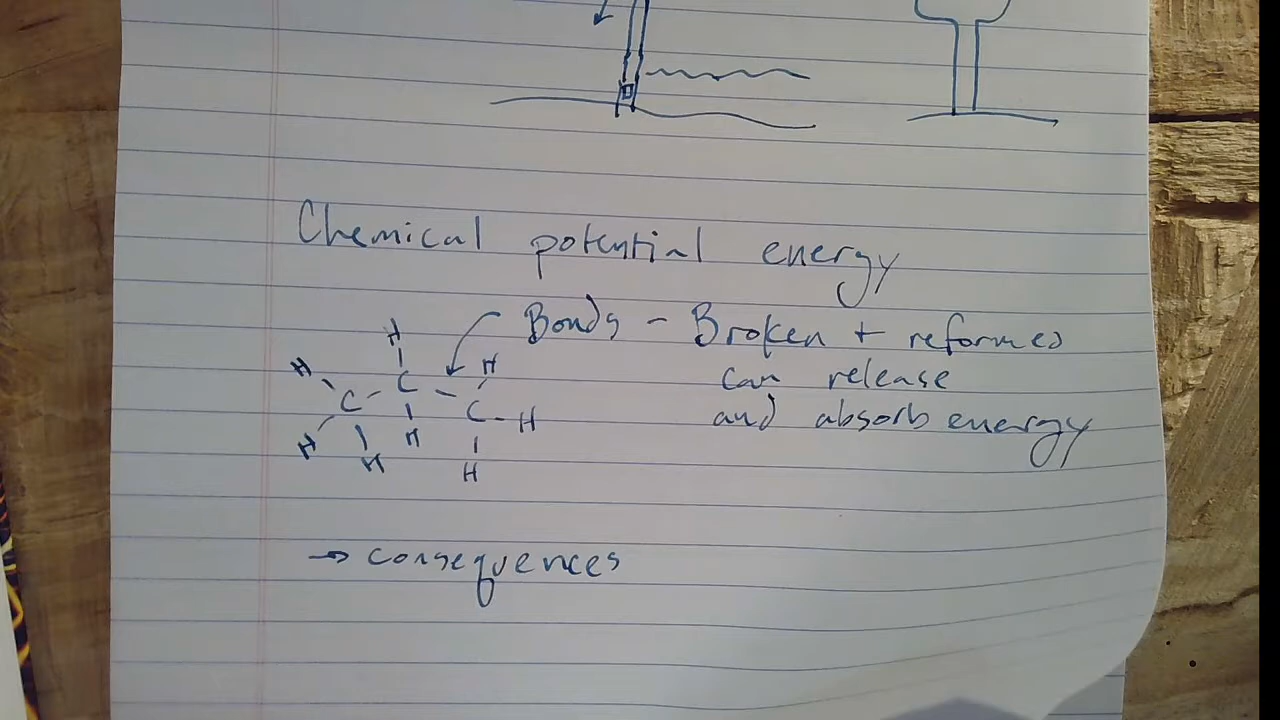 Chemical potential energy
Bonds - Broken + reformed
can release
and absorb energy
H
H H
C C C - H
H H H H
→ consequences